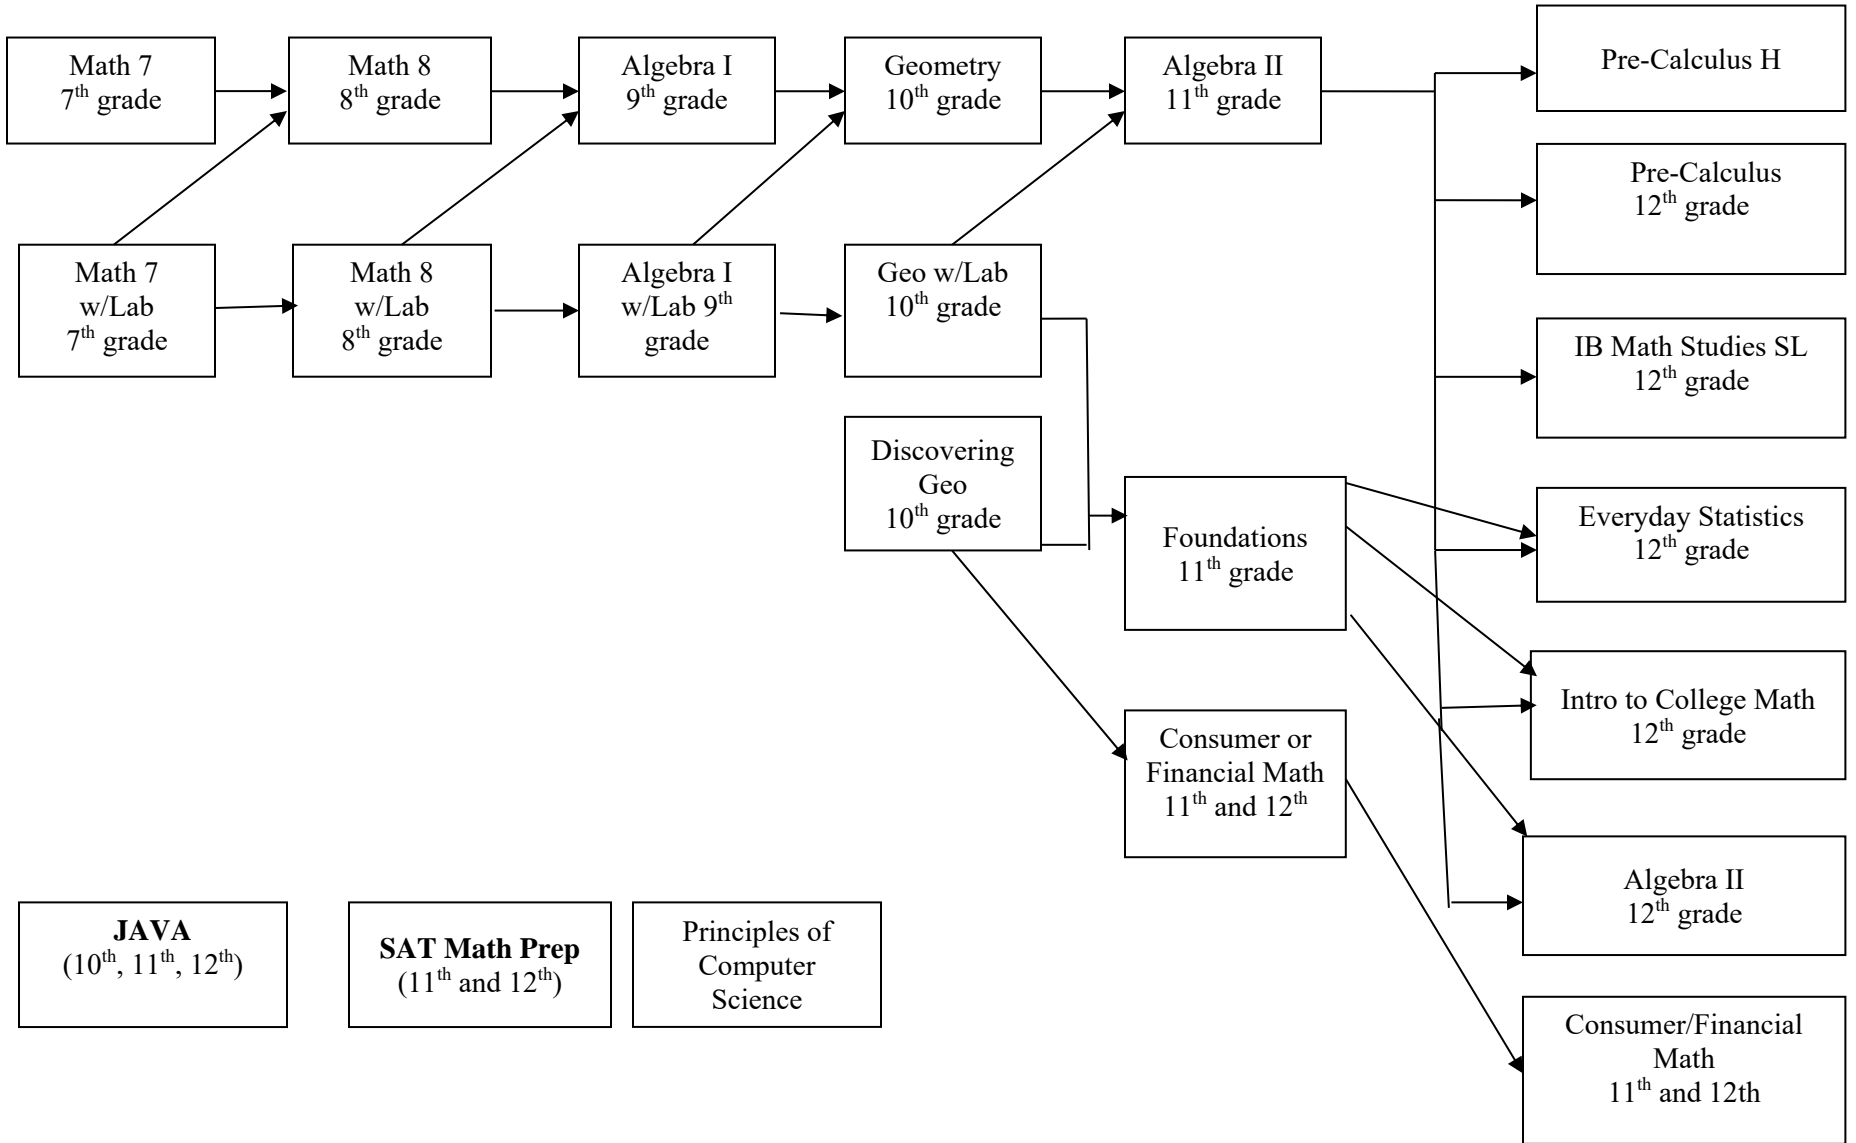 Math 7
7th grade
Math 8
8th grade
Algebra I
9th grade
Geometry
10th grade
Algebra II
11th grade
Pre-Calculus H
Pre-Calculus
12th grade
Math 7
w/Lab
7th grade
Math 8
w/Lab
8th grade
Algebra I
w/Lab 9th
grade
Geo w/Lab
10th grade
IB Math Studies SL
12th grade
Discovering
Geo
10th grade
Foundations
11th grade
Everyday Statistics
12th grade
Intro to College Math
12th grade
Consumer or
Financial Math
11th and 12th
Algebra II
12th grade
JAVA
(10th, 11th, 12th)
SAT Math Prep
(11th and 12th)
Principles of
Computer
Science
Consumer/Financial
Math
11th and 12th